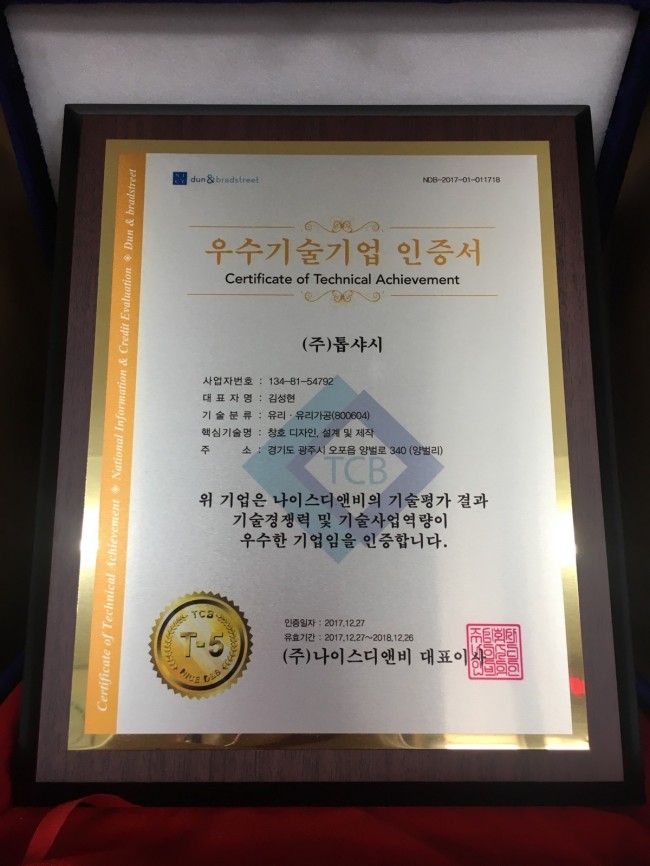 dun&bradstreet
NDB-2017-01-011718
우수기술기업 인증서
Certificate of Technical Achievement
(주)톱샤시
사업자번호 : 134-81-54792
대표자명 : 김성현
기술분류 : 유리·유리가공(800604)
핵심기술명 : 창호 디자인, 설계 및 제작
주 소 : 경기도 광주시 오포읍 양벌로 340 (양벌리)
TCB
위 기업은 나이스디앤비의 기술평가 결과
기술경쟁력 및 기술사업역량이
우수한 기업임을 인증합니다.
인증일자 : 2017.12.27
유효기간 : 2017.12.27~2018.12.26
(주)나이스디앤비 대표이사
TCB
T-5
NICE D&B
Certificate of Technical Achievement ◈ National Information & Credit Evaluation ◈ Dun & bradstreet